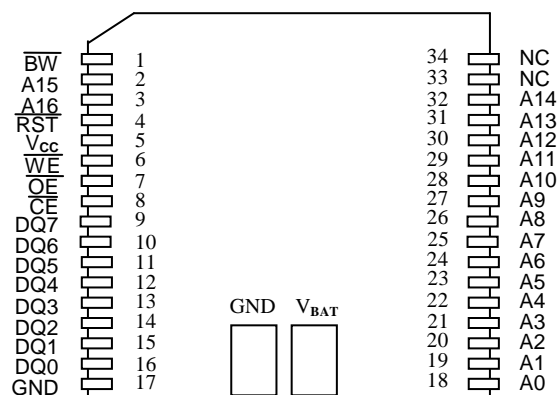 BW 1 34 NC
A15 2 33 NC
A16 3 32 A14
RST 4 31 A13
Vcc 5 30 A12
WE 6 29 A11
OE 7 28 A10
CE 8 27 A9
DQ7 9 26 A8
DQ6 10 25 A7
DQ5 11 24 A6
DQ4 12 23 A5
DQ3 13 22 A4
DQ2 14 21 A3
DQ1 15 20 A2
DQ0 16 19 A1
GND 17 18 A0
GND VBAT